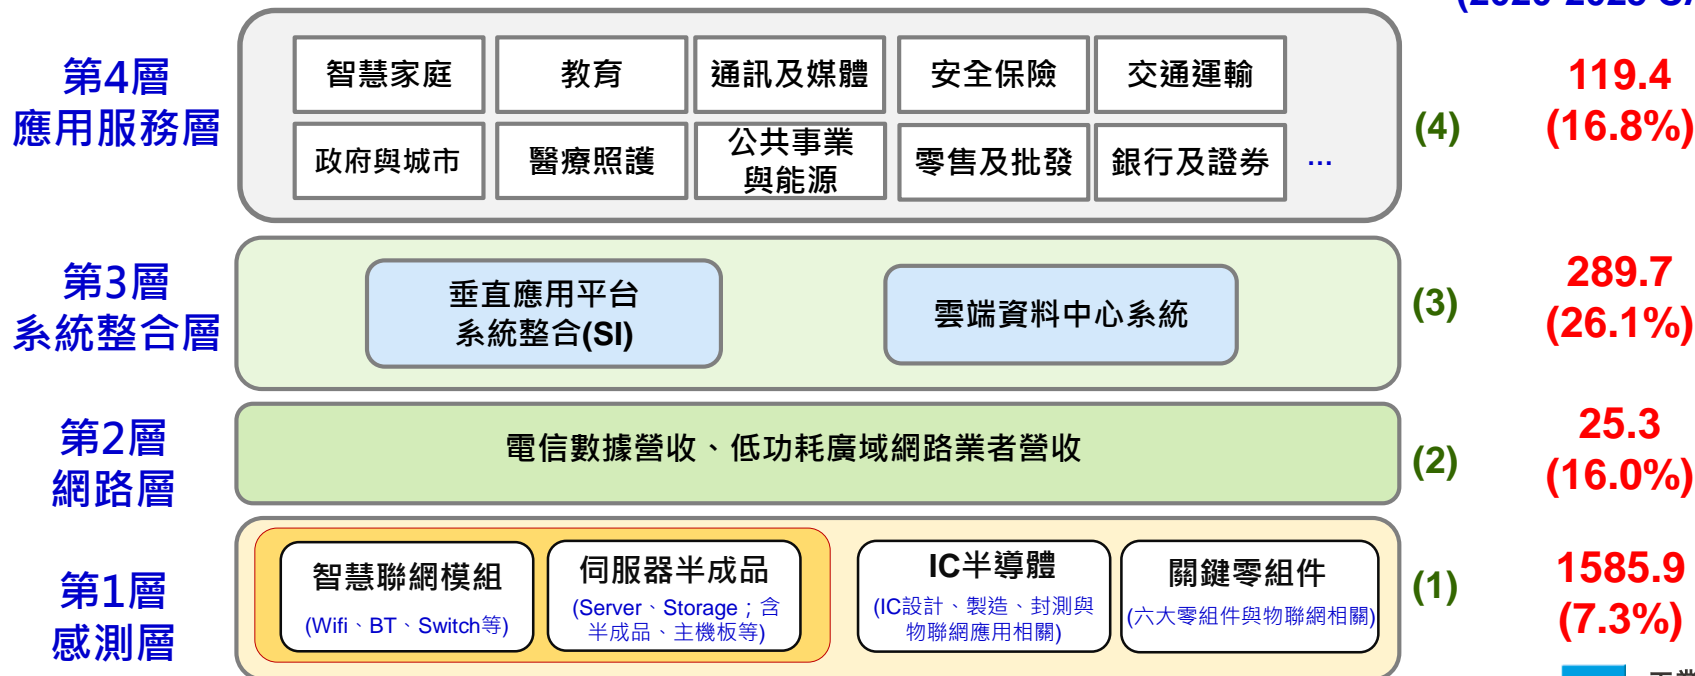 第4層
應用服務層
智慧家庭
教育
通訊及媒體
安全保險
交通運輸
政府與城市
醫療照護
公共事業
與能源
零售及批發
銀行及證券
...
(4)
119.4
(16.8%)
第3層
系統整合層
垂直應用平台
系統整合(SI)
雲端資料中心系統
(3)
289.7
(26.1%)
第2層
網路層
電信數據營收、低功耗廣域網路業者營收
(2)
25.3
(16.0%)
第1層
感測層
智慧聯網模組
(Wifi、BT、Switch等)
伺服器半成品
(Server、Storage；含
半成品、主機板等)
IC半導體
(IC設計、製造、封測與
物聯網應用相關)
關鍵零組件
(六大零組件與物聯網相關)
(1)
1585.9
(7.3%)